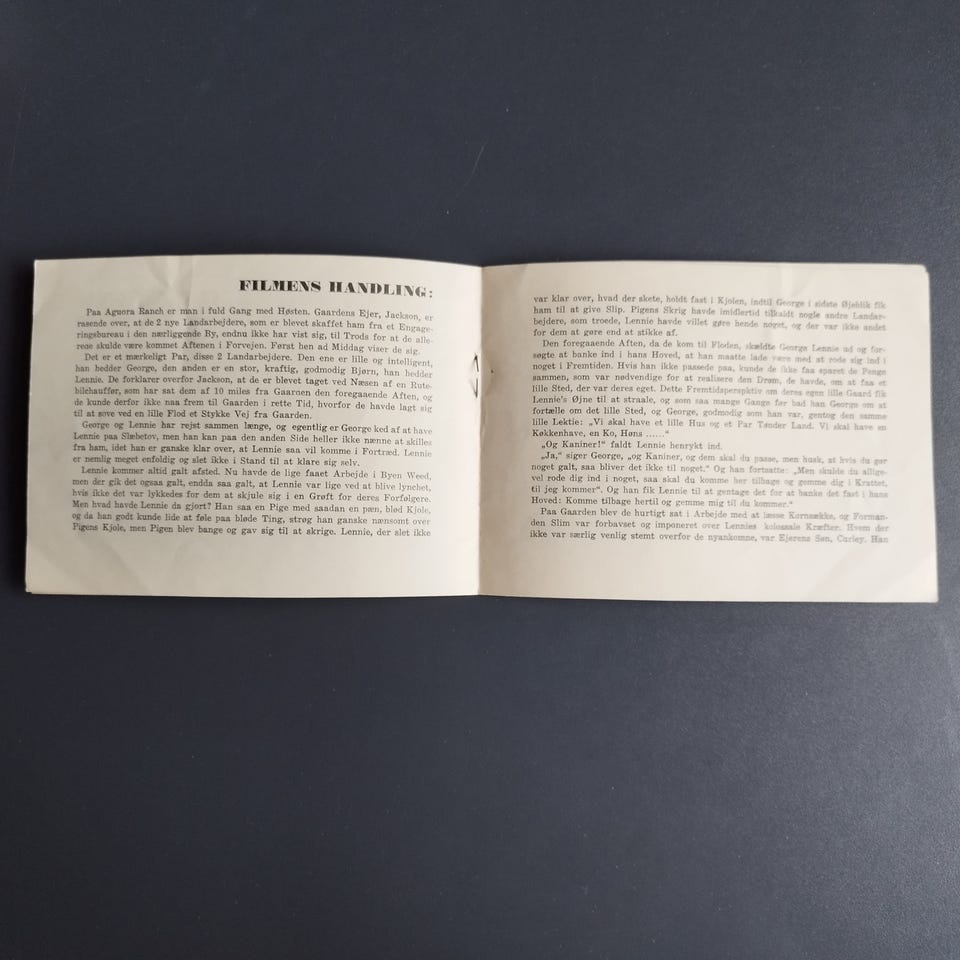 FILMENS HANDLING:
Paa Aguora Ranch er man i fuld Gang med Høsten. Gaardens Ejer, Jackson, er
rasende over, at de 2 nye Landarbejdere, som er blevet skaffet ham fra et Engage-
ringsbureau i den nærliggende By, endnu ikke har vist sig, til Trods for at de alle-
rede skulde være kommet Aftenen i Forvejen. Først hen ad Middag viser de sig.
Det er et mærkeligt Par, disse 2 Landarbejdere. Den ene er lille og intelligent,
han hedder George, den anden er en stor, kraftig, godmodig Bjørn, han hedder
Lennie. De forklarer overfor Jackson, at de er blevet taget ved Næsen af en Rute-
bilchauffør, som har sat dem af 10 miles fra Gaarnen den foregaaende Aften, og
de kunde derfor ikke naa frem til Gaarden i rette Tid, hvorfor de havde lagt sig
til at sove ved en lille Flod et Stykke Vej fra Gaarden.
George og Lennie har rejst sammen længe, og egentlig er George ked af at have
Lennie paa Slæbetov, men han kan paa den anden Side heller ikke nænne at skilles
fra ham, idet han er ganske klar over, at Lennie saa vil komme i Fortræd. Lennie
er nemlig meget enfoldig og slet ikke i Stand til at klare sig selv.
Lennie kommer altid galt afsted. Nu havde de lige faaet Arbejde i Byen Weed,
men der gik det ogsaa galt, endda saa galt, at Lennie var lige ved at blive lynchet,
hvis ikke det var lykkedes for dem at skjule sig i en Grøft for deres Forfølgere.
Men hvad havde Lennie da gjort? Han saa en Pige med saadan en pæn, blød Kjole,
og da han godt kunde lide at føle paa bløde Ting, strøg han ganske nænsomt over
Pigens Kjole, men Pigen blev bange og gav sig til at skrige. Lennie, der slet ikke
var klar over, hvad der skete, holdt fast i Kjolen, indtil George i sidste Øjeblik fik
ham til at give Slip. Pigens Skrig havde imidlertid tilkaldt nogle andre Landar-
bejdere, som troede, Lennie havde villet gøre hende noget, og der var ikke andet
for dem at gøre end at stikke af.
Den foregaaende Aften, da de kom til Floden, skældte George Lennie ud og for-
søgte at banke ind i hans Hoved, at han maatte lade være med at rode sig ind i
noget i Fremtiden. Hvis han ikke passede paa, kunde de ikke faa sparet de Penge
sammen, som var nødvendige for at realisere den Drøm, de havde, om at faa et
lille Sted, der var deres eget. Dette Fremtidsperspktiv om deres egen lille Gaard fik
Lennie's Øjne til at straale, og som saa mange Gange før bad han George om at
fortælle om det lille Sted, og George, godmodig som han var, gentog den samme
lille Lektie: „Vi skal have et lille Hus og et Par Tønder Land. Vi skal have en
Køkkenhave, en Ko, Høns ......“
„Og Kaniner!“ faldt Lennie henrykt ind.
„Ja,“ siger George, „og Kaniner, og dem skal du passe, men husk, at hvis du gør
noget galt, saa bliver det ikke til noget.“ Og han fortsatte: „Men skulde du allige-
vel rode dig ind i noget, saa skal du komme her tilbage og gemme dig i Krattet,
til jeg kommer“. Og han fik Lennie til at gentage det for at banke det fast i hans
Hoved: Komme tilbage hertil og gemme mig til du kommer.“
Paa Gaarden blev de hurtigt sat i Arbejde med at læsse Kornsække, og Forman-
den Slim var forbavset og imponeret over Lennies kolossale Kræfter. Hvem der
ikke var særlig venlig stemt overfor de nyankomne, var Ejerens Søn, Curley. Han